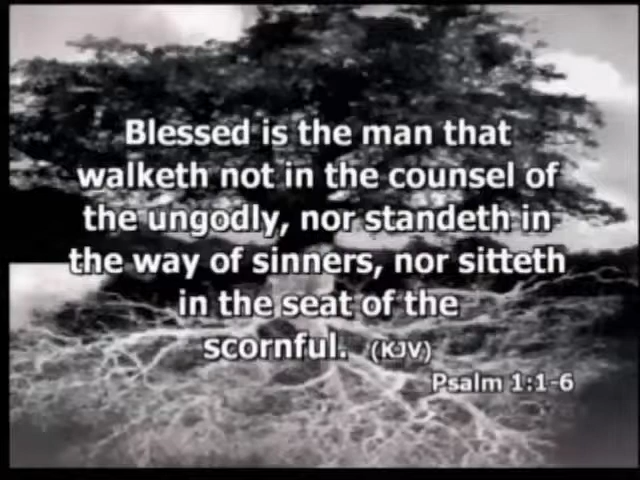 Blessed is the man that
walketh not in the counsel of
the ungodly, nor standeth in
the way of sinners, nor sitteth
in the seat of the
scornful. (KJV)
Psalm 1:1-6